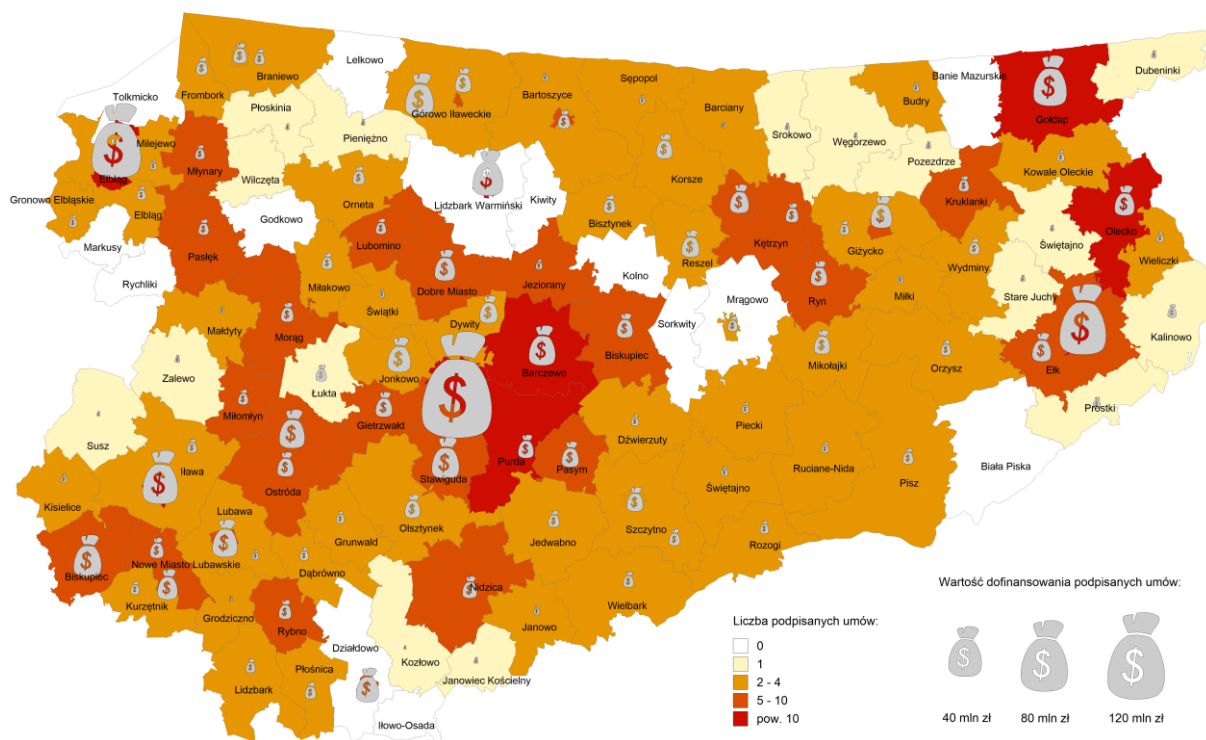 Lelkowo
Braniewo
Frombork
Tolkmicko
Płoskinia
Górowo Iławeckie
Bartoszyce
Sępopol
Barciany
Srokowo
Węgorzewo
Budry
Banie Mazurskie
Gołdap
Dubeninki
Milejewo
Młynary
Pieniężno
Wilczęta
Elbląg
Gronowo Elbląskie
Elbląg
Orneta
Lidzbark Warmiński
Kiwity
Korsze
Pozezdrze
Kruklanki
Kowale Oleckie
Markusy
Pasłęk
Godkowo
Lubomino
Bisztynek
Kętrzyn
Giżycko
Olecko
Świętajno
Wieliczki
Rychliki
Miłakowo
Dobre Miasto
Jeziorany
Kolno
Reszel
Ryn
Miłki
Wydminy
Stare Juchy
Świątki
Małdyty
Morąg
Dywity
Mrągowo
Sorkwity
Kalinowo
Zalewo
Łukta
Jonkowo
Barczewo
Biskupiec
Mikołajki
Orzysz
Ełk
Miłomłyn
Gietrzwałd
Prostki
Susz
Dźwierzuty
Piecki
Iława
Ostróda
Stawiguda
Purda
Pasym
Ruciane-Nida
Biała Piska
Kisielice
Świętajno
Pisz
Lubawa
Olsztynek
Szczytno
Grunwald
Jedwabno
Rozogi
Biskupiec
Nowe Miasto Lubawskie
Dąbrówno
Nidzica
Wielbark
Kurzętnik
Grodziczno
Rybno
Janowo
Działdowo
Kozłowo
Płośnica
Janowiec Kościelny
Lidzbark
Iłowo-Osada
Liczba podpisanych umów:
0
1
2 - 4
5 - 10
pow. 10
Wartość dofinansowania podpisanych umów:
40 mln zł
80 mln zł
120 mln zł